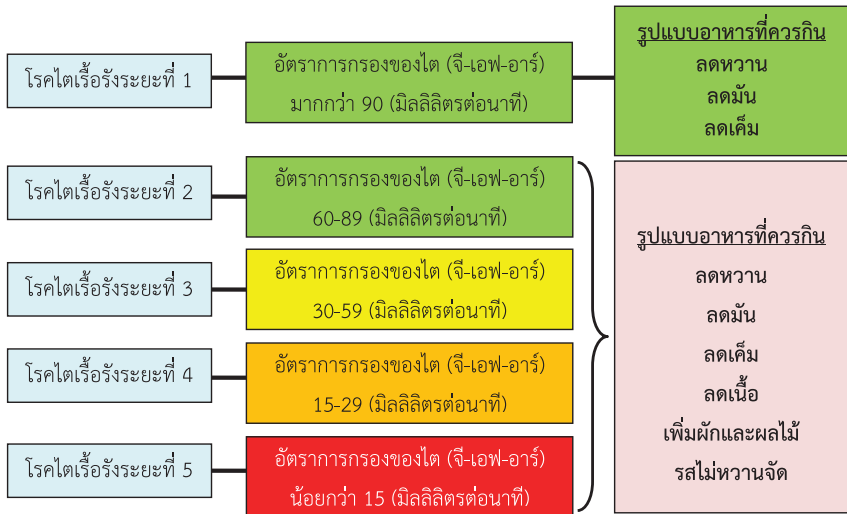 โรคไตเรื้อรังระยะที่ 1
อัตราการกรองของไต (จี-เอฟ-อาร์)
มากกว่า 90 (มิลลิลิตรต่อนาที)
รูปแบบอาหารที่ควรกิน
ลดหวาน
ลดมัน
ลดเค็ม
โรคไตเรื้อรังระยะที่ 2
อัตราการกรองของไต (จี-เอฟ-อาร์)
60-89 (มิลลิลิตรต่อนาที)
โรคไตเรื้อรังระยะที่ 3
อัตราการกรองของไต (จี-เอฟ-อาร์)
30-59 (มิลลิลิตรต่อนาที)
โรคไตเรื้อรังระยะที่ 4
อัตราการกรองของไต (จี-เอฟ-อาร์)
15-29 (มิลลิลิตรต่อนาที)
โรคไตเรื้อรังระยะที่ 5
อัตราการกรองของไต (จี-เอฟ-อาร์)
น้อยกว่า 15 (มิลลิลิตรต่อนาที)
รูปแบบอาหารที่ควรกิน
ลดหวาน
ลดมัน
ลดเค็ม
ลดเนื้อ
เพิ่มผักและผลไม้
รสไม่หวานจัด